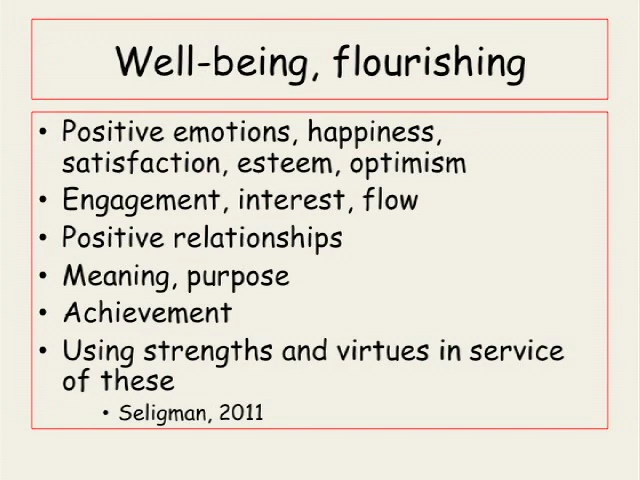 Well-being, flourishing
• Positive emotions, happiness,
satisfaction, esteem, optimism
• Engagement, interest, flow
• Positive relationships
• Meaning, purpose
• Achievement
• Using strengths and virtues in service
of these
• Seligman, 2011